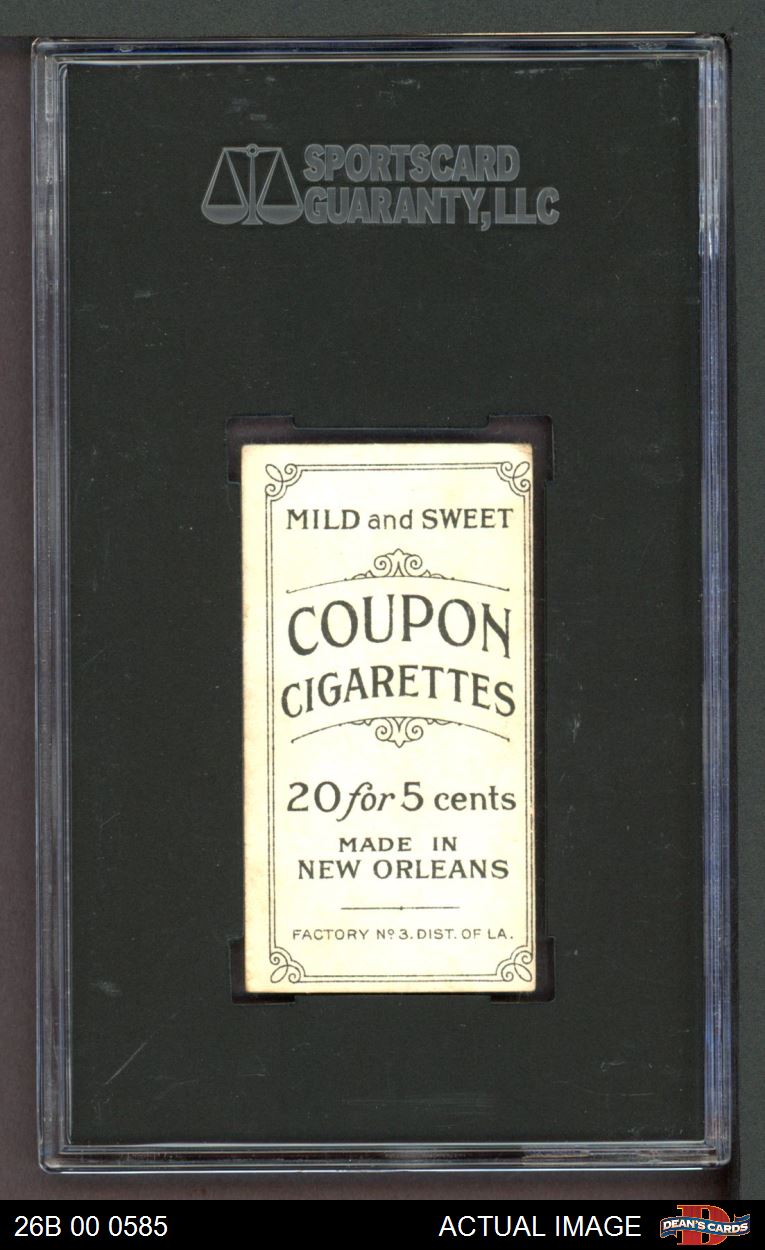 SPORTSCARD
GUARANTY, LLC
MILD and SWEET
COUPON
CIGARETTES
20 for 5 cents
MADE IN
NEW ORLEANS
FACTORY Nº 3. DIST. OF LA.
26B 00 0585
ACTUAL IMAGE
DEAN'S CARDS